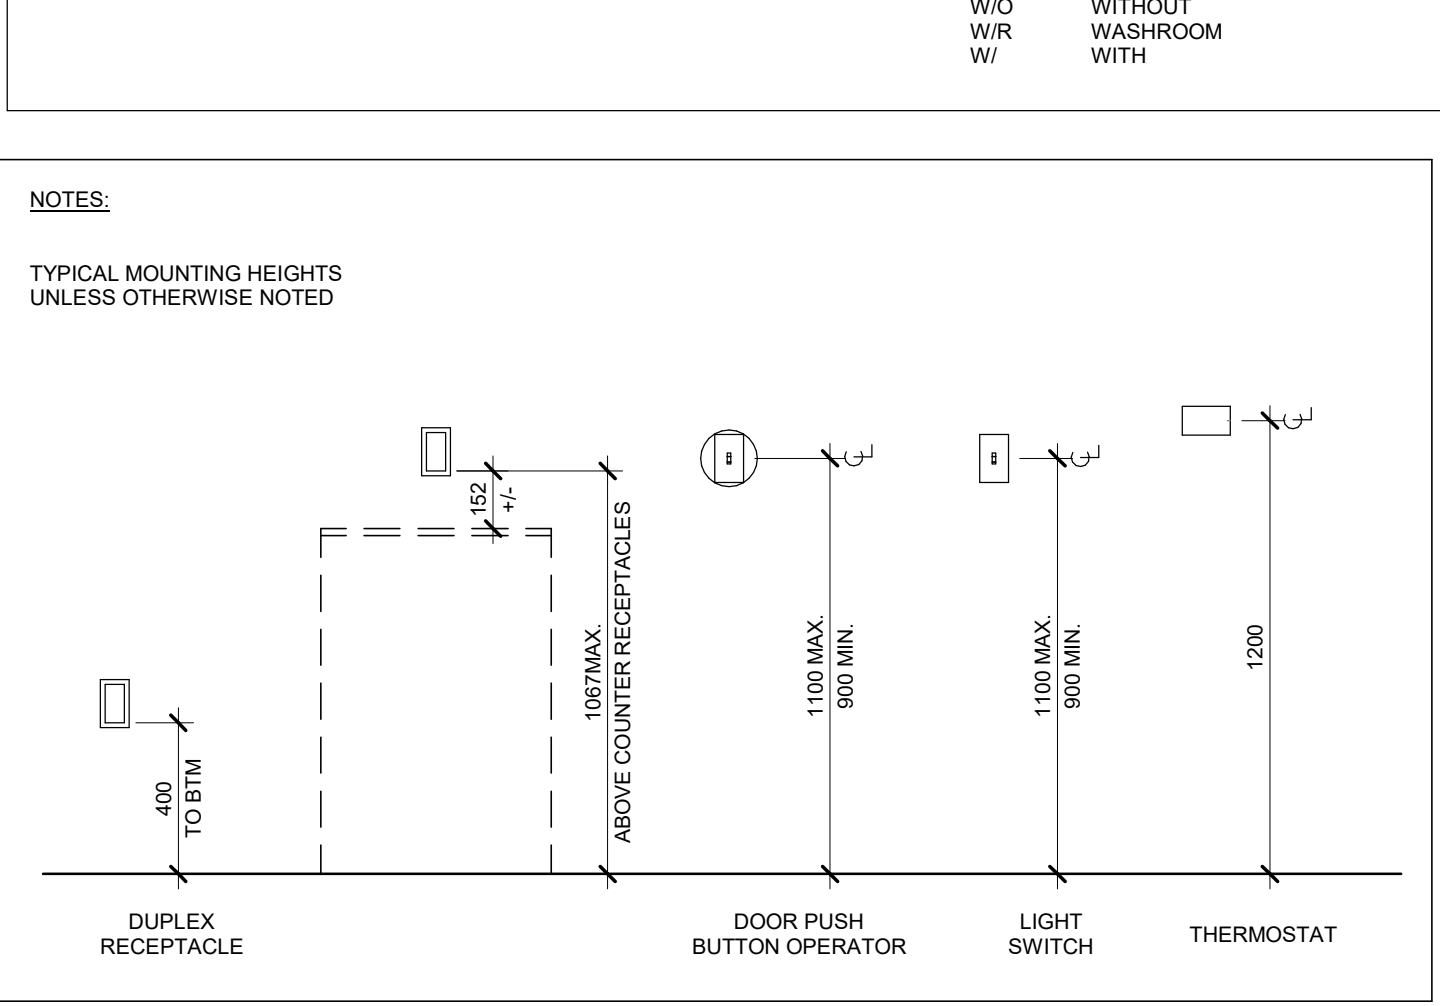 W/O WITHOUT
W/R WASHROOM
W/ WITH
NOTES:
TYPICAL MOUNTING HEIGHTS
UNLESS OTHERWISE NOTED
152
+/-
400
TO BTM
1067MAX.
ABOVE COUNTER RECEPTACLES
1100 MAX.
900 MIN.
1100 MAX.
900 MIN.
1200
DUPLEX
RECEPTACLE
DOOR PUSH
BUTTON OPERATOR
LIGHT
SWITCH
THERMOSTAT